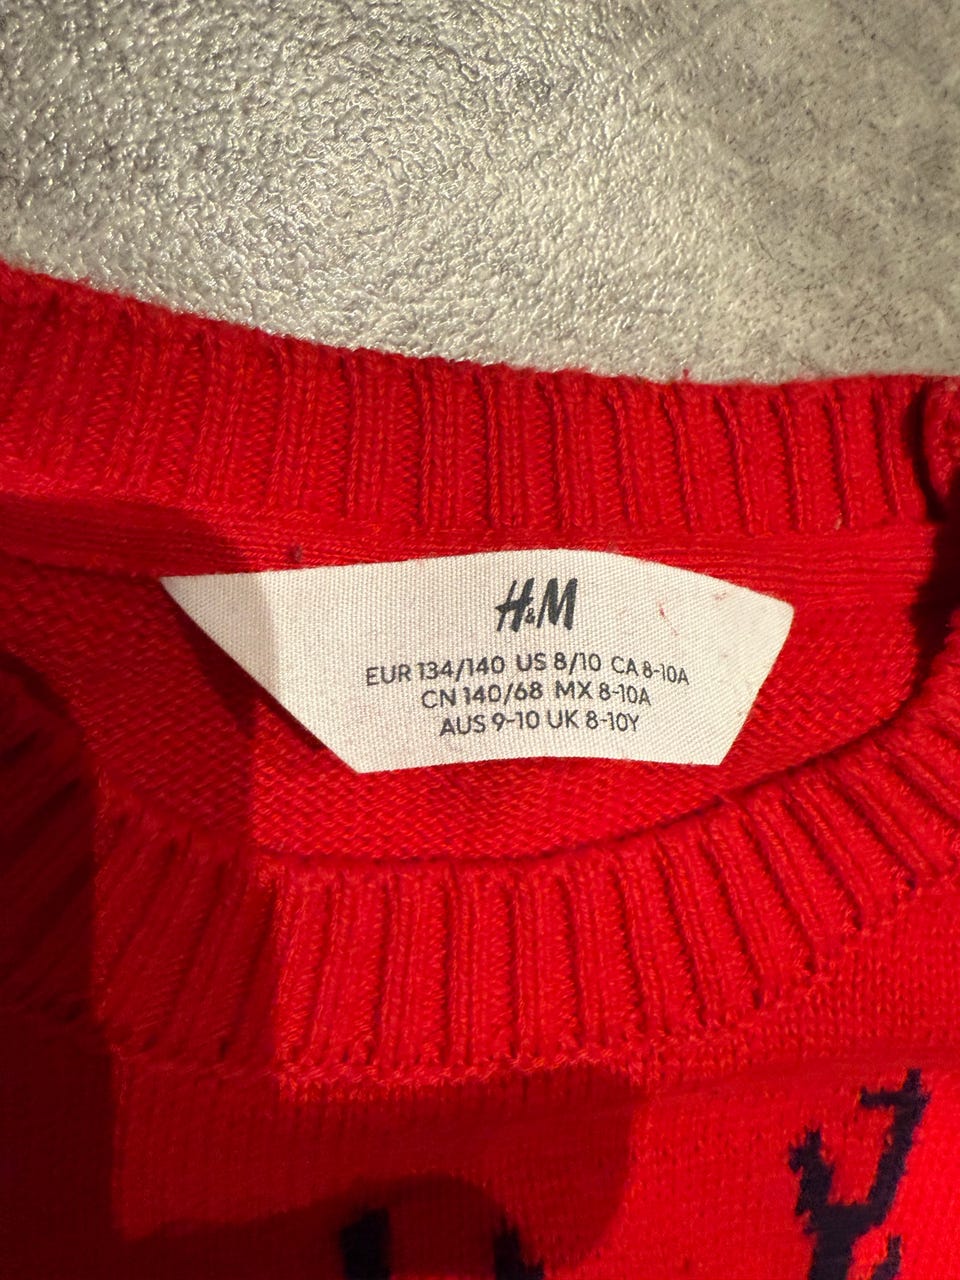 H&M
EUR 134/140 US 8/10 CA 8-10A
CN 140/68 MX 8-10A
AUS 9-10 UK 8-10Y